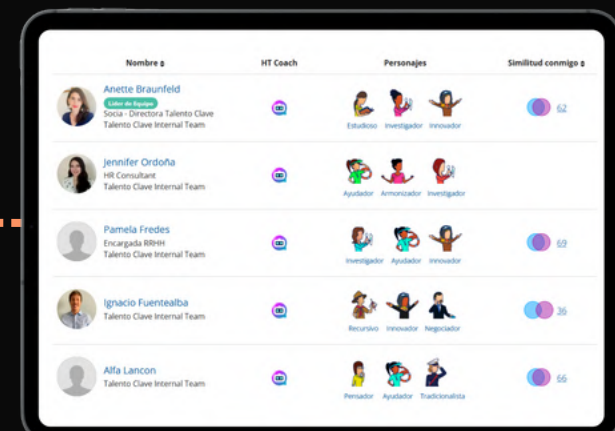 Nombre HT Coach Personajes Similitud conmigo
Anette Braunfeld
Líder de Equipo
Socia - Directora Talento Clave
Talento Clave Internal Team
Estudioso Investigador Innovador
62
Jennifer Ordoña
HR Consultant
Talento Clave Internal Team
Ayudador Armonizador Investigador
Pamela Fredes
Encargada RRHH
Talento Clave Internal Team
Investigador Ayudador Innovador
69
Ignacio Fuentealba
Talento Clave Internal Team
Recursivo Innovador Negociador
36
Alfa Lancon
Talento Clave Internal Team
Pensador Ayudador Tradicionalista
66